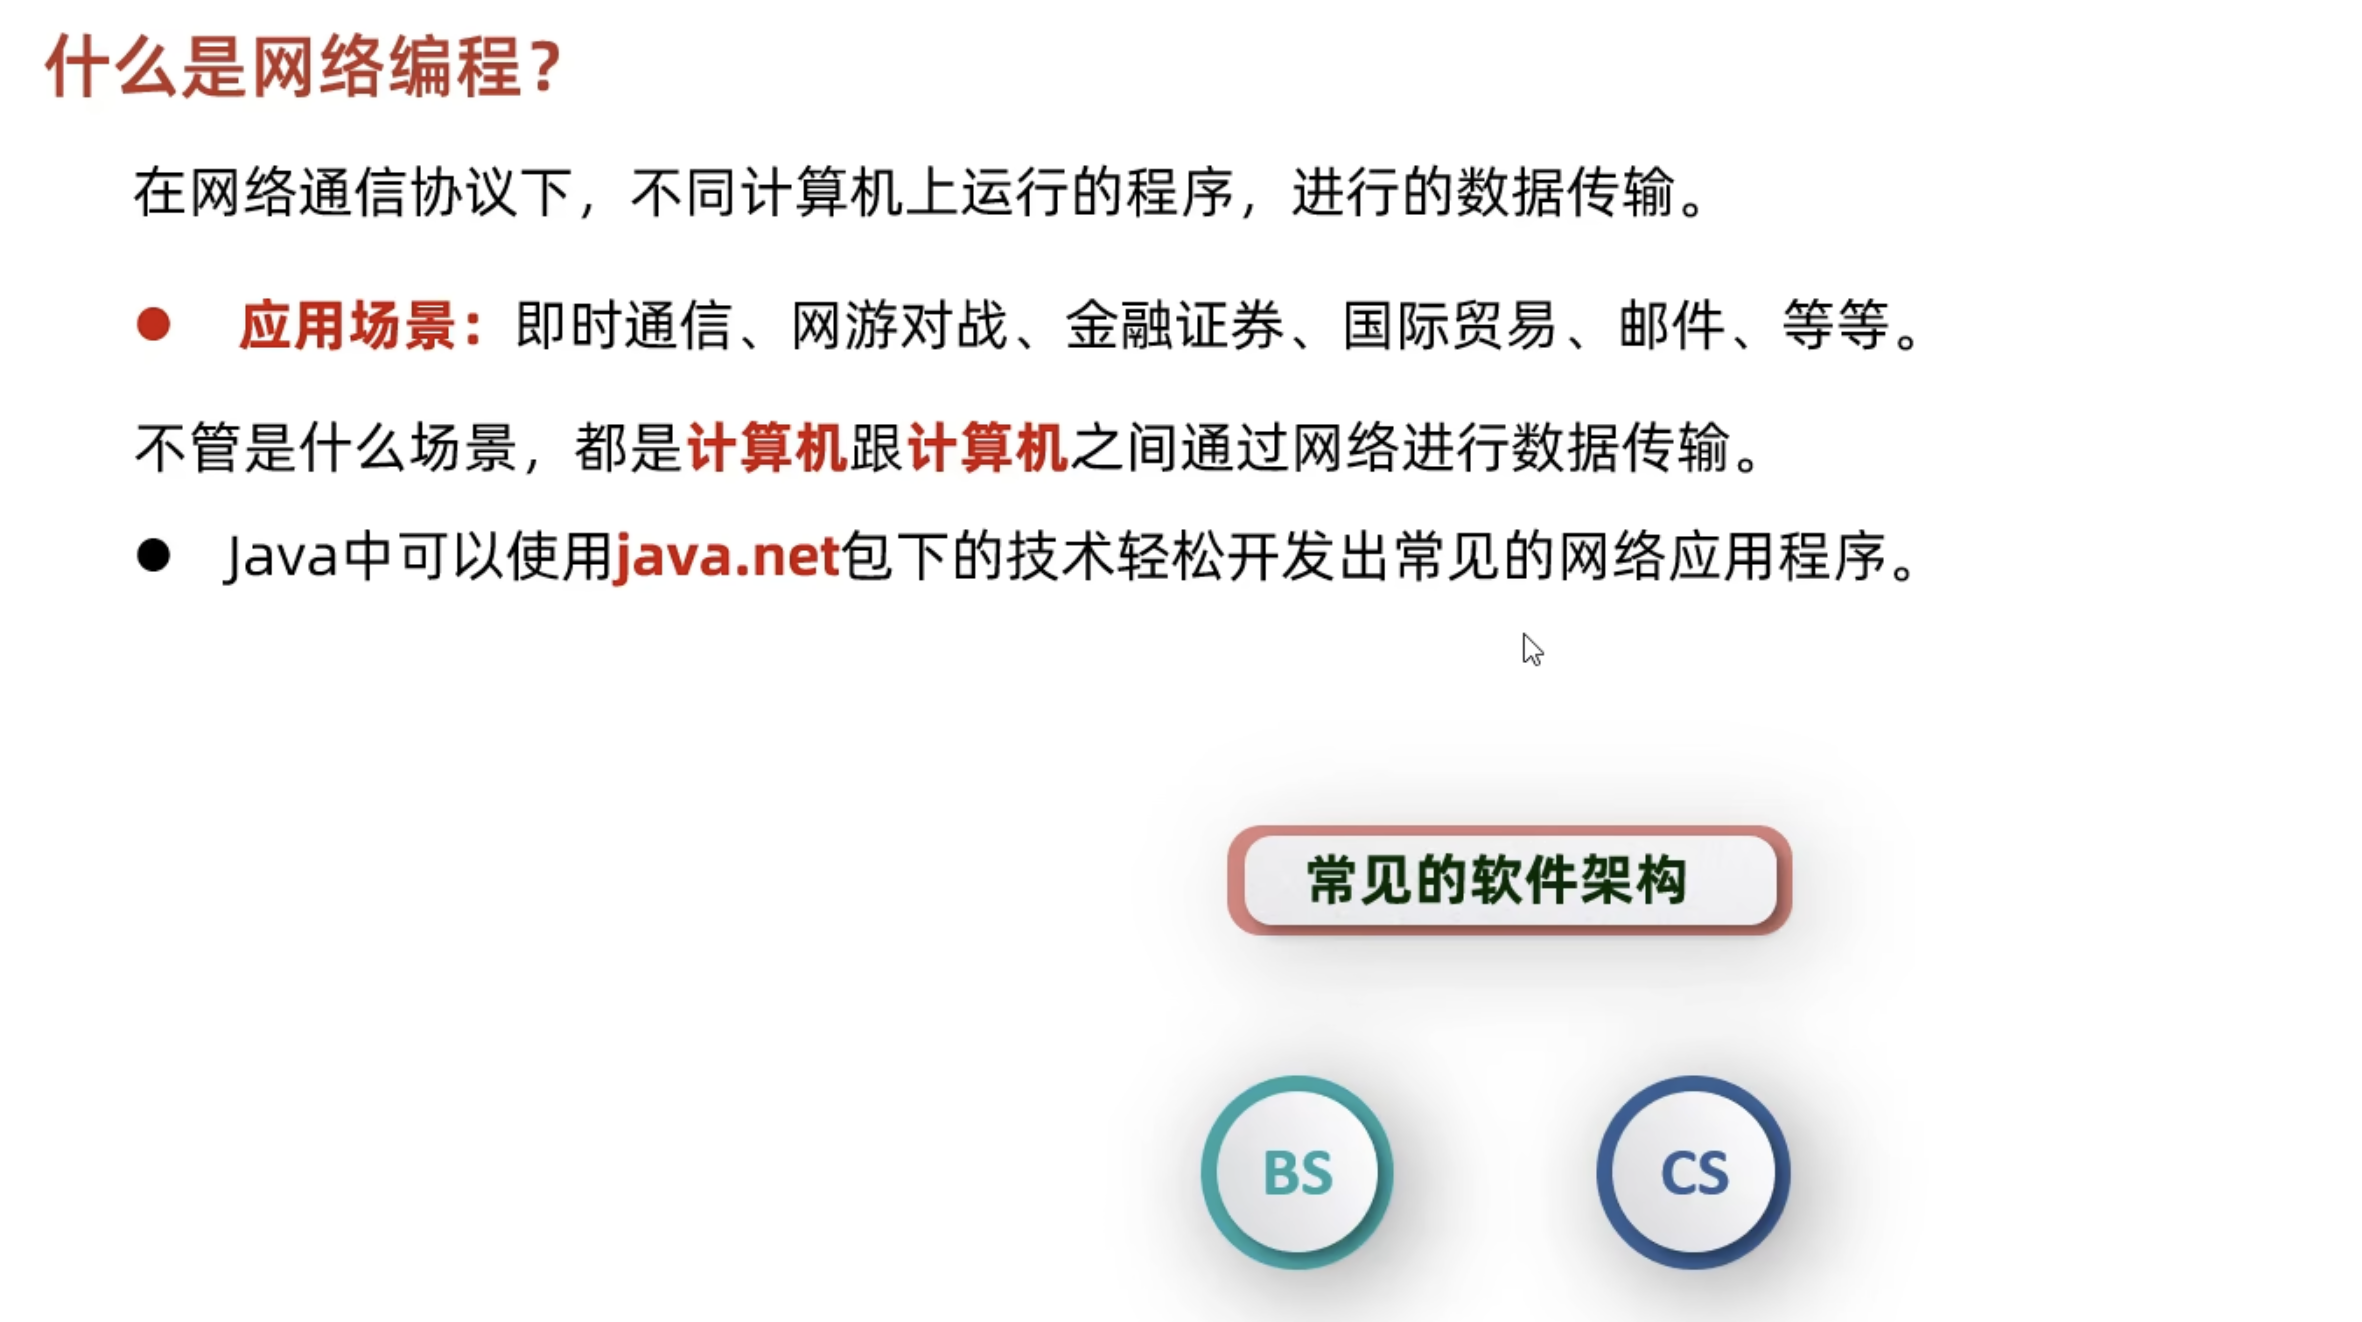 什么是网络编程?
在网络通信协议下，不同计算机上运行的程序，进行的数据传输。
● 应用场景：即时通信、网游对战、金融证券、国际贸易、邮件、等等。
不管是什么场景，都是计算机跟计算机之间通过网络进行数据传输。
● Java中可以使用java.net包下的技术轻松开发出常见的网络应用程序。
常见的软件架构
BS
CS